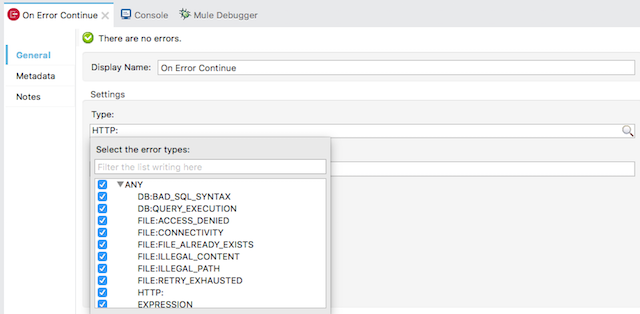 On Error Continue
Console
Mule Debugger
There are no errors.
General
Metadata
Notes
Display Name: On Error Continue
Settings
Type:
HTTP:
Select the error types:
Filter the list writing here
ANY
DB:BAD_SQL_SYNTAX
DB:QUERY_EXECUTION
FILE:ACCESS_DENIED
FILE:CONNECTIVITY
FILE:FILE_ALREADY_EXISTS
FILE:ILLEGAL_CONTENT
FILE:ILLEGAL_PATH
FILE:RETRY_EXHAUSTED
HTTP:
EXPRESSION